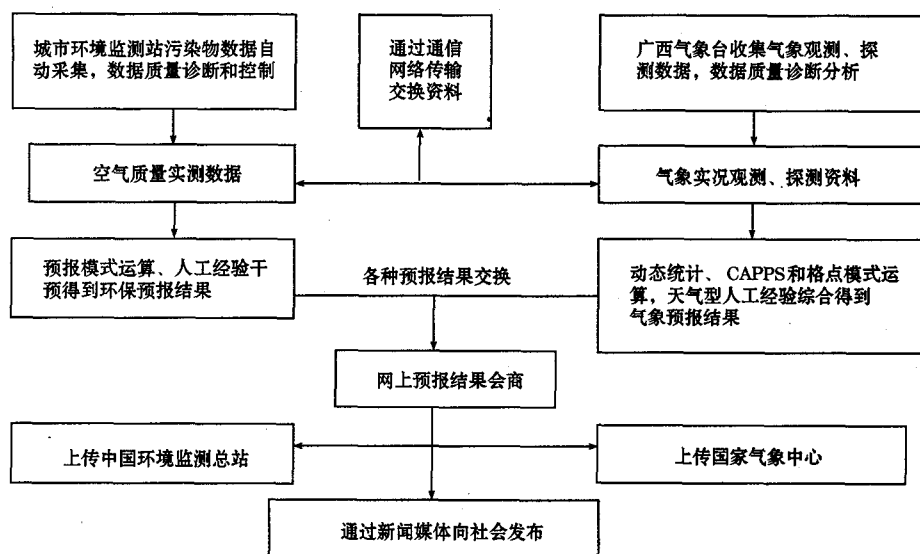 城市环境监测站污染物数据自
动采集，数据质量诊断和控制
通过通信
网络传输
交换资料
广西气象台收集气象观测、探
测数据，数据质量诊断分析
空气质量实测数据
气象实况观测、探测资料
预报模式运算、人工经验干
预得到环保预报结果
各种预报结果交换
动态统计、CAPPS和格点模式运
算，天气型人工经验综合得到
气象预报结果
网上预报结果会商
上传中国环境监测总站
上传国家气象中心
通过新闻媒体向社会发布